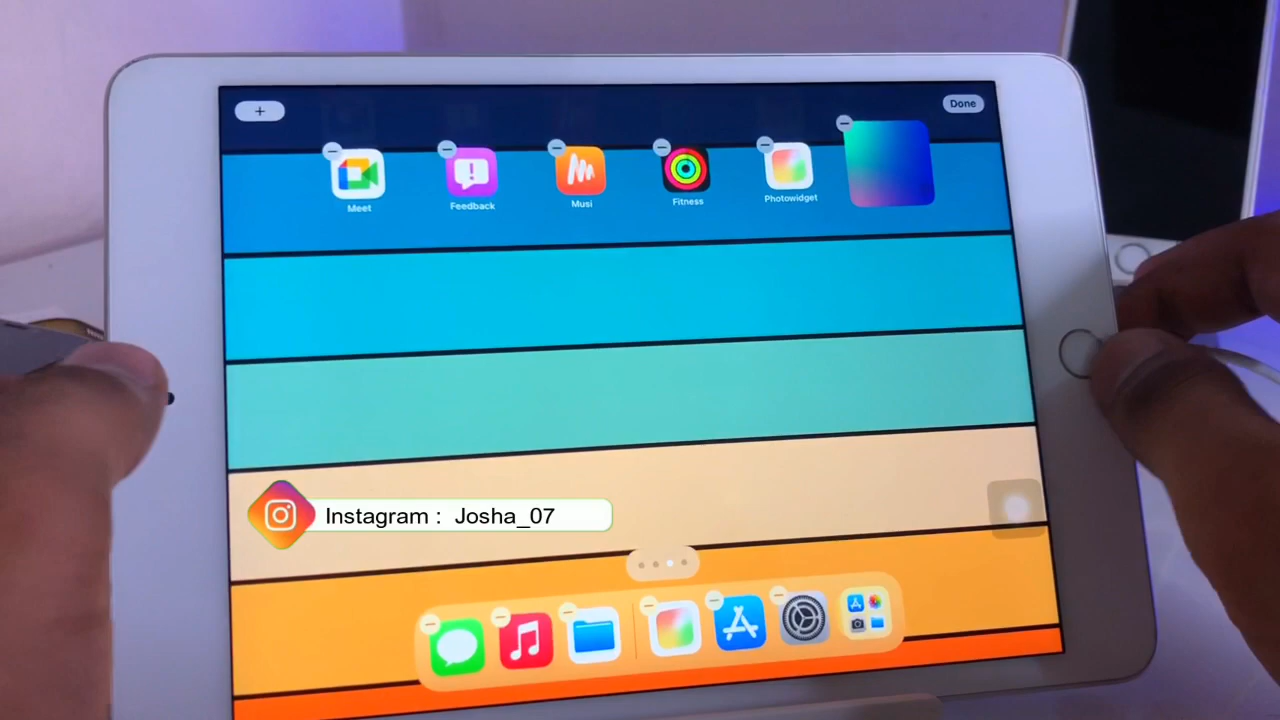 +
Done
Meet
Feedback
Musi
Fitness
Photowidget
Instagram : Josha_07